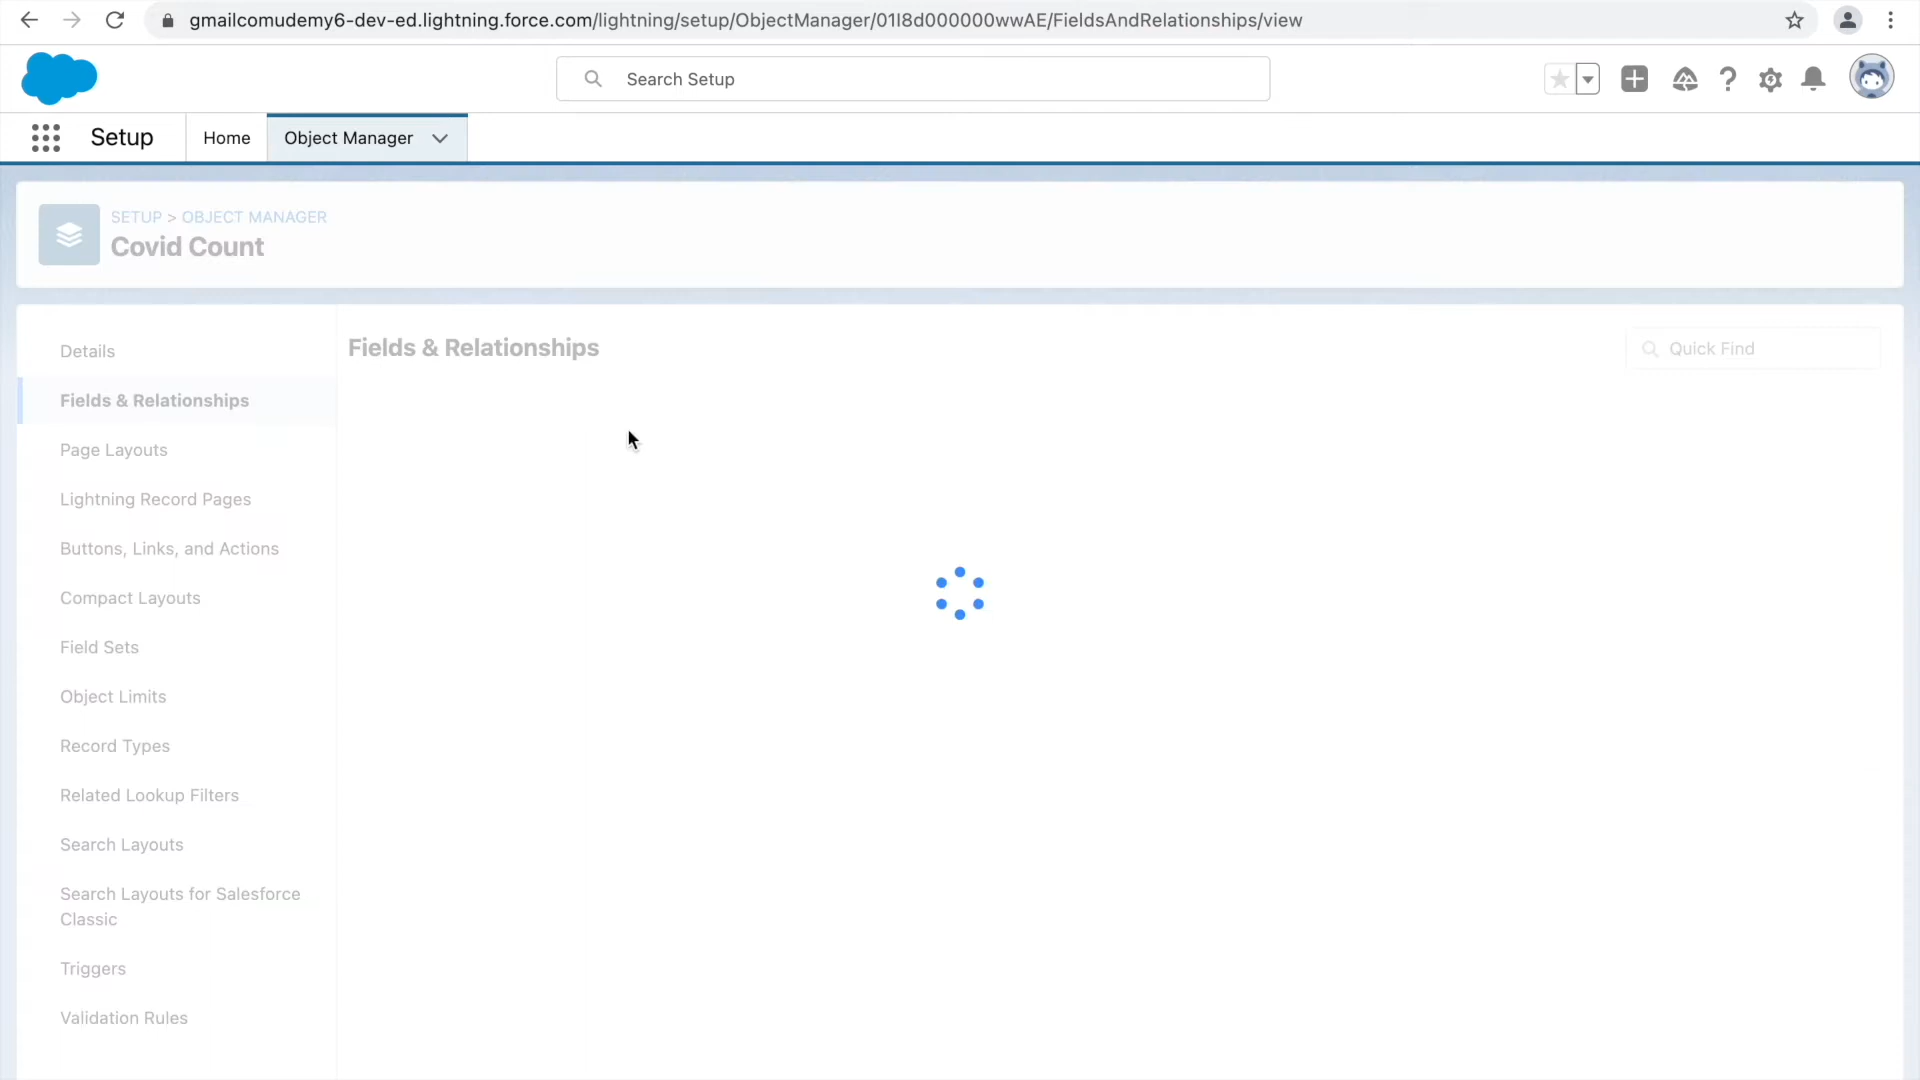 gmailcomudemy6-dev-ed.lightning.force.com/lightning/setup/ObjectManager/01I8d000000wwAE/FieldsAndRelationships/view
Search Setup
Setup
Home
Object Manager
SETUP > OBJECT MANAGER
Covid Count
Details
Fields & Relationships
Page Layouts
Lightning Record Pages
Buttons, Links, and Actions
Compact Layouts
Field Sets
Object Limits
Record Types
Related Lookup Filters
Search Layouts
Search Layouts for Salesforce
Classic
Triggers
Validation Rules
Fields & Relationships
Quick Find